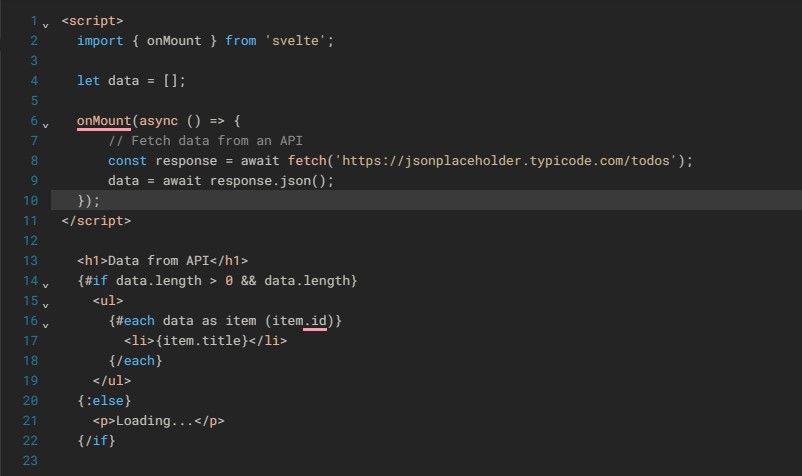 1 <script>
2   import { onMount } from 'svelte';
3
4   let data = [];
5
6   onMount(async () => {
7       // Fetch data from an API
8       const response = await fetch('https://jsonplaceholder.typicode.com/todos');
9       data = await response.json();
10   });
11 </script>
12
13   <h1>Data from API</h1>
14   {#if data.length > 0 && data.length}
15     <ul>
16       {#each data as item (item.id)}
17         <li>{item.title}</li>
18       {/each}
19     </ul>
20   {:else}
21     <p>Loading...</p>
22   {/if}
23